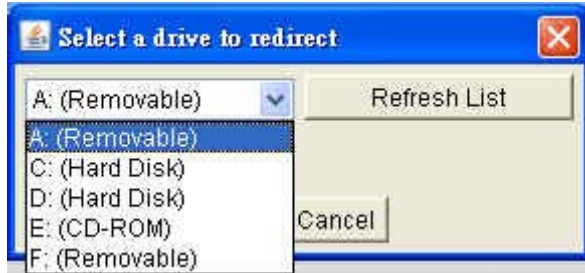 Select a drive to redirect
A: (Removable)
Refresh List
A: (Removable)
C: (Hard Disk)
D: (Hard Disk)
E: (CD-ROM)
Cancel
F: (Removable)